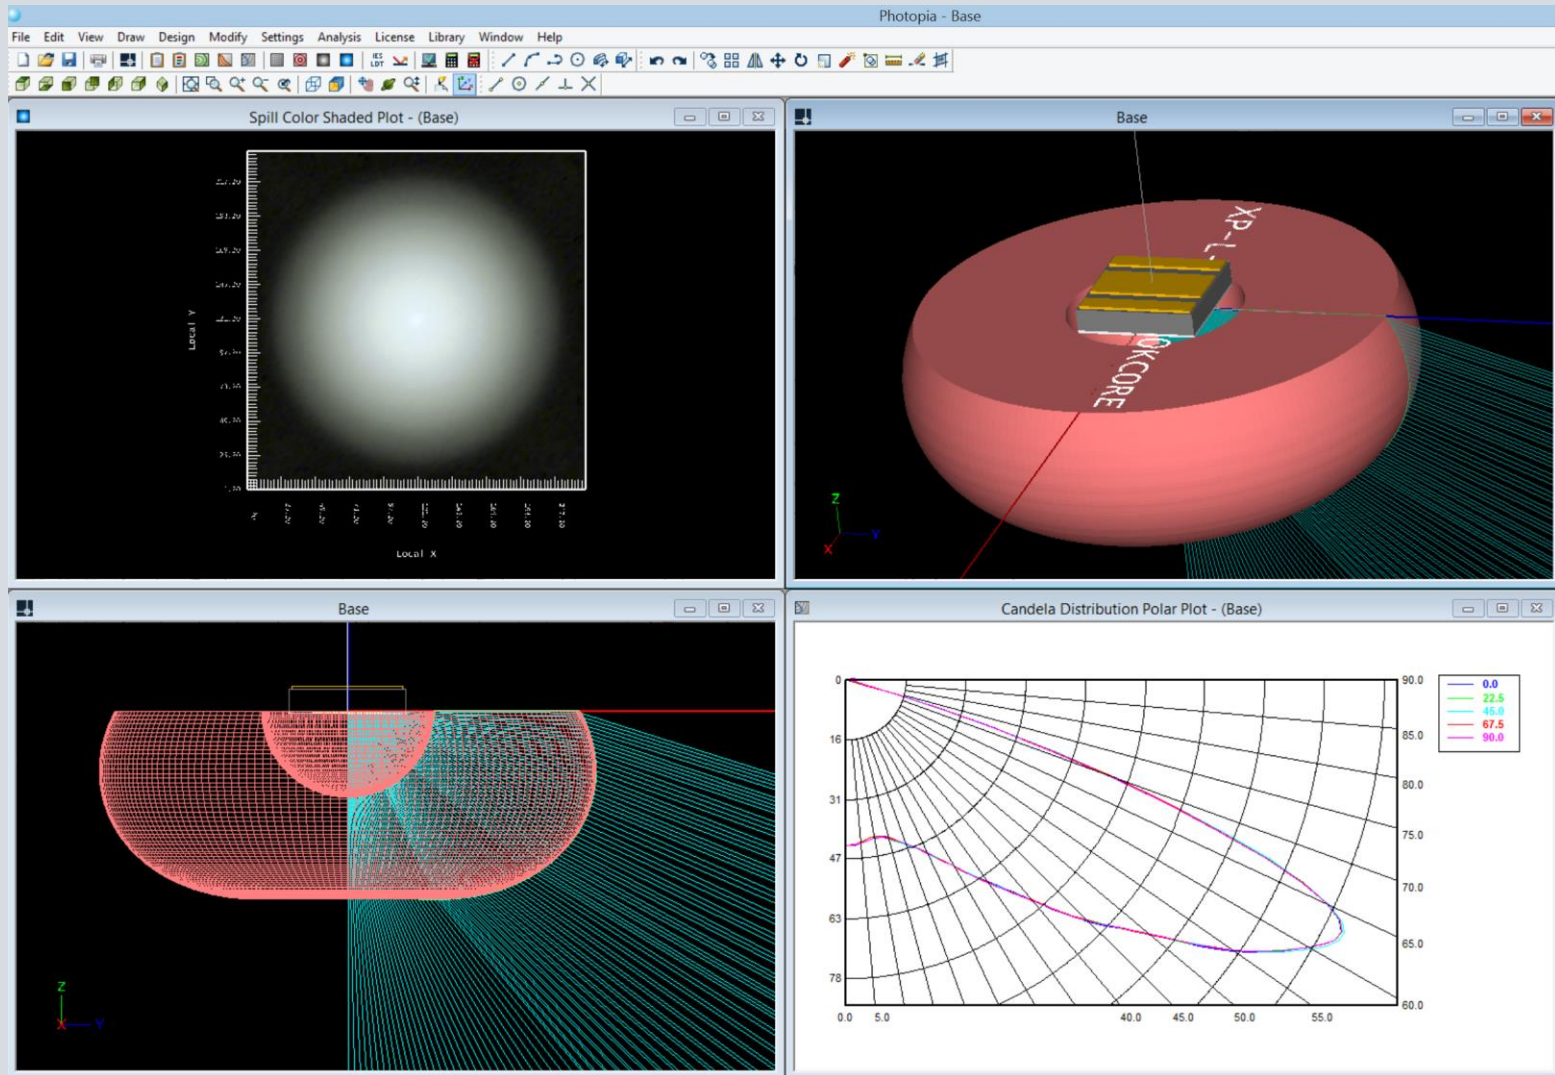 Photopia - Base
File Edit View Draw Design Modify Settings Analysis License Library Window Help
IES
LDT
Spill Color Shaded Plot - (Base)
Local Y
Local X
Base
XP-L
OKCORE
Z
X
Y
Base
Z
X
Y
Candela Distribution Polar Plot - (Base)
0
16
31
47
63
78
0.0 5.0 40.0 45.0 50.0 55.0
90.0
85.0
80.0
75.0
70.0
65.0
60.0
0.0
22.5
45.0
67.5
90.0